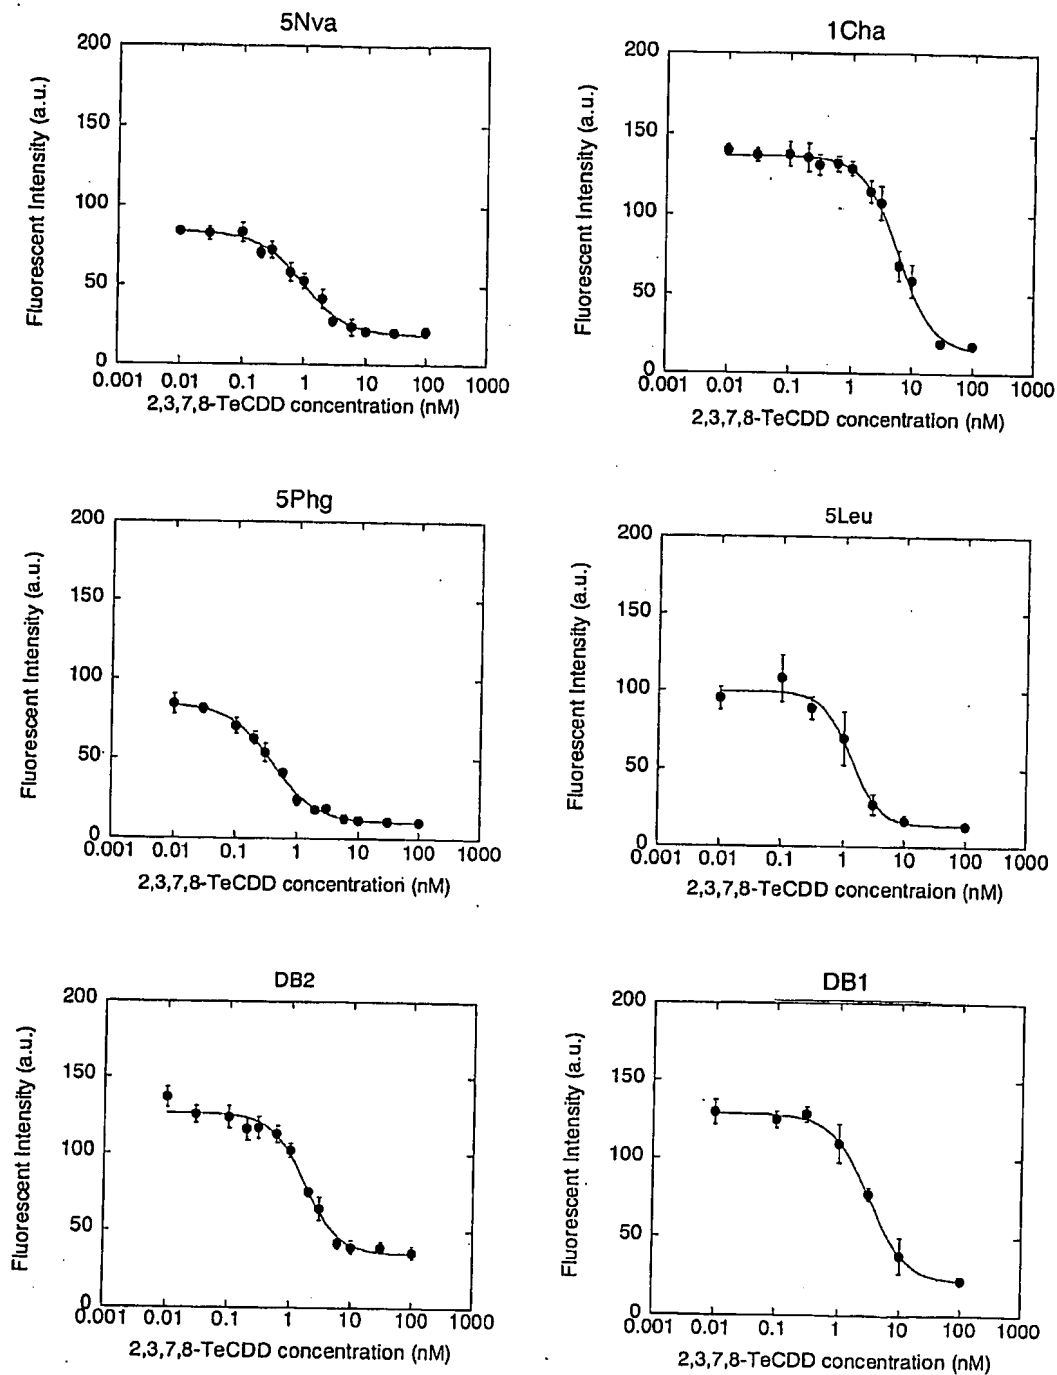 5Nva
200
150
100
50
0
0.001 0.01 0.1 1 10 100 1000
Fluorescent Intensity (a.u.)
2,3,7,8-TeCDD concentration (nM)
1Cha
200
150
100
50
0
0.001 0.01 0.1 1 10 100 1000
Fluorescent Intensity (a.u.)
2,3,7,8-TeCDD concentration (nM)
5Phg
200
150
100
50
0
0.001 0.01 0.1 1 10 100 1000
Fluorescent Intensity (a.u.)
2,3,7,8-TeCDD concentration (nM)
5Leu
200
150
100
50
0
0.001 0.01 0.1 1 10 100 1000
Fluorescent Intensity (a.u.)
2,3,7,8-TeCDD concentraion (nM)
DB2
200
150
100
50
0
0.001 0.01 0.1 1 10 100 1000
Fluorescent Intensity (a.u.)
2,3,7,8-TeCDD concentration (nM)
DB1
200
150
100
50
0
0.001 0.01 0.1 1 10 100 1000
Fluorescent Intensity (a.u.)
2,3,7,8-TeCDD concentration (nM)